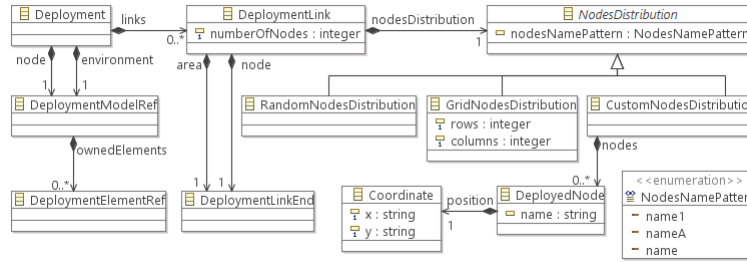 Deployment
links
0..*
DeploymentLink
numberOfNodes : integer
nodesDistribution
1
NodesDistribution
nodesNamePattern : NodesNamePattern
node
environment
1
1
area
node
DeploymentModelRef
RandomNodesDistribution
GridNodesDistribution
rows : integer
columns : integer
CustomNodesDistributio
ownedElements
0..*
nodes
0..*
DeploymentElementRef
1
1
DeploymentLinkEnd
Coordinate
x : string
y : string
position
1
DeployedNode
name : string
<<enumeration>>
NodesNamePatter
name1
nameA
name